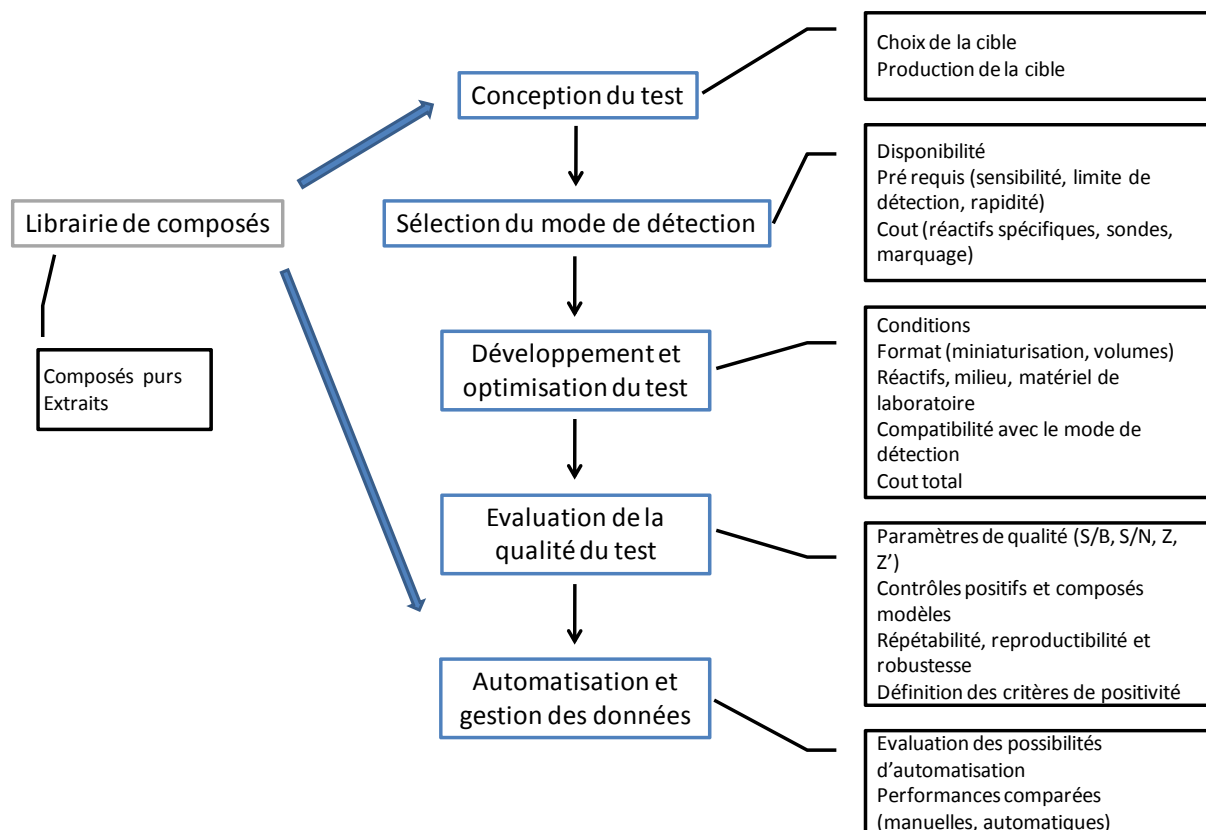 Conception du test
Choix de la cible
Production de la cible
Librairie de composés
Composés purs
Extraits
Sélection du mode de détection
Disponibilité
Pré requis (sensibilité, limite de
détection, rapidité)
Cout (réactifs spécifiques, sondes,
marquage)
Développement et
optimisation du test
Conditions
Format (miniaturisation, volumes)
Réactifs, milieu, matériel de
laboratoire
Compatibilité avec le mode de
détection
Cout total
Evaluation de la
qualité du test
Paramètres de qualité (S/B, S/N, Z,
Z’)
Contrôles positifs et composés
modèles
Répétabilité, reproductibilité et
robustesse
Définition des critères de positivité
Automatisation et
gestion des données
Evaluation des possibilités
d’automatisation
Performances comparées
(manuelles, automatiques)